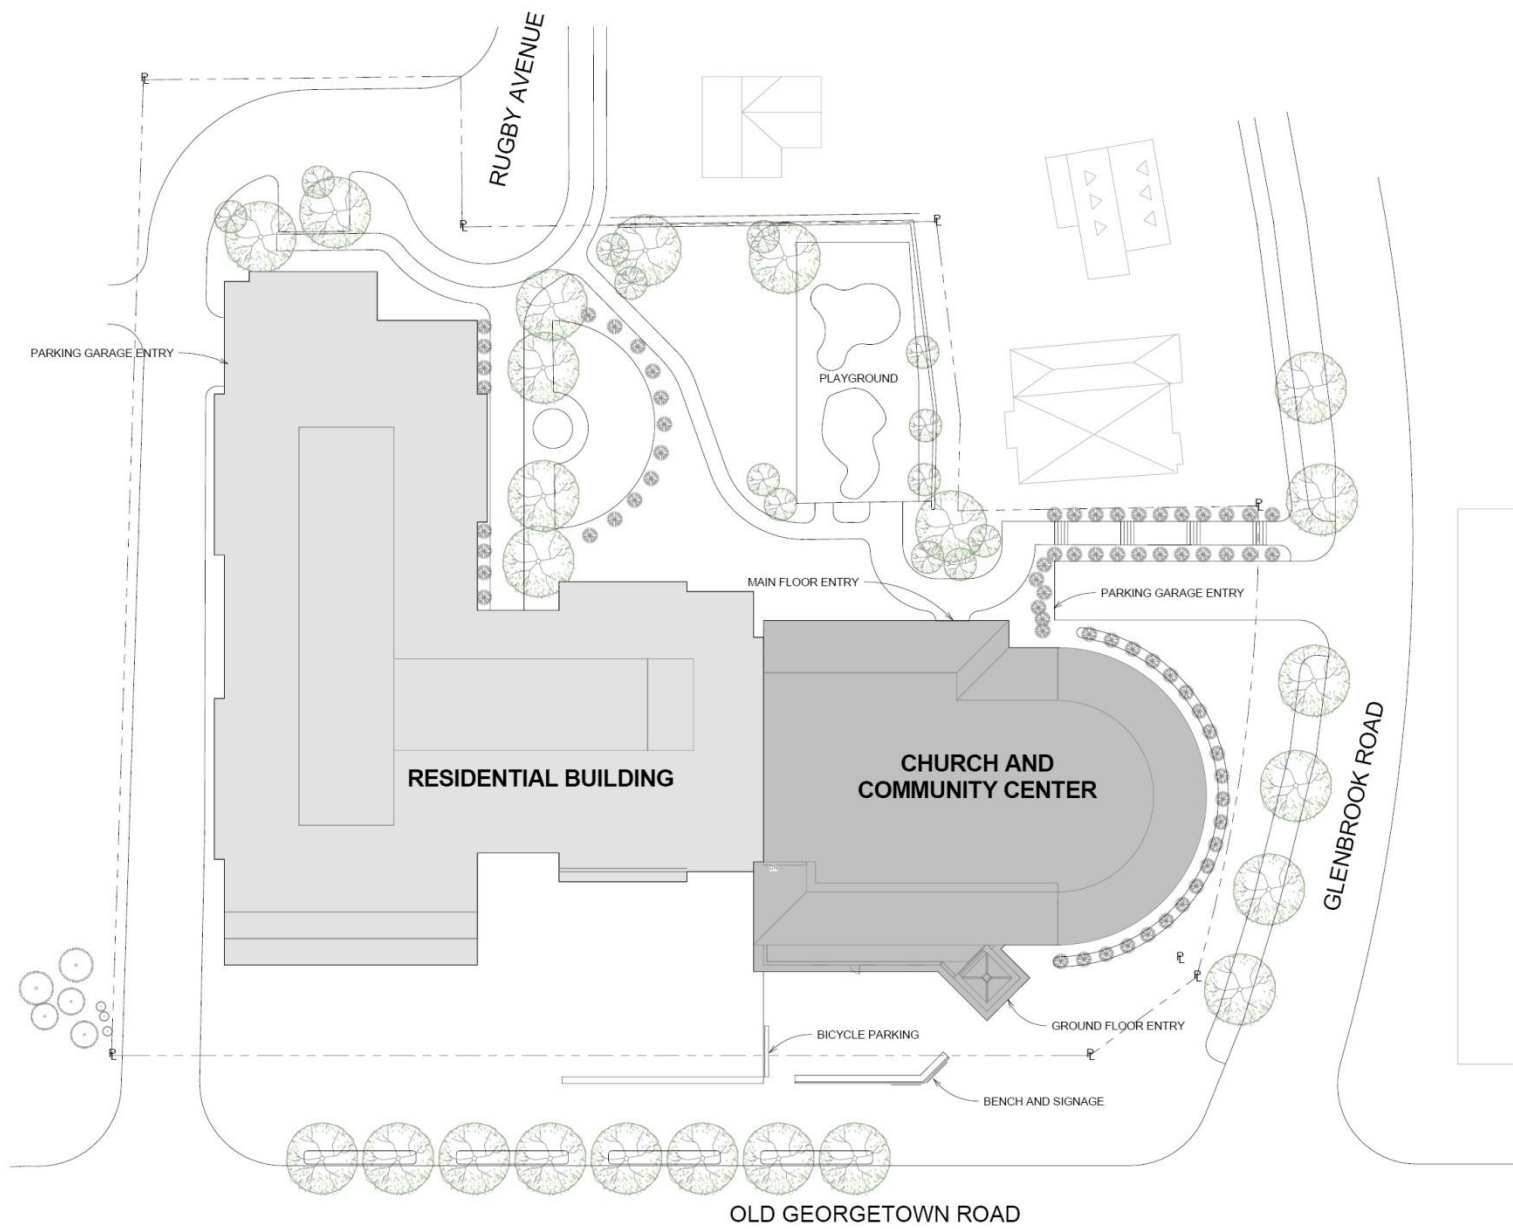 RUGBY AVENUE
PARKING GARAGE ENTRY
PLAYGROUND
MAIN FLOOR ENTRY
PARKING GARAGE ENTRY
RESIDENTIAL BUILDING
CHURCH AND
COMMUNITY CENTER
GLENBROOK ROAD
GROUND FLOOR ENTRY
BICYCLE PARKING
BENCH AND SIGNAGE
OLD GEORGETOWN ROAD